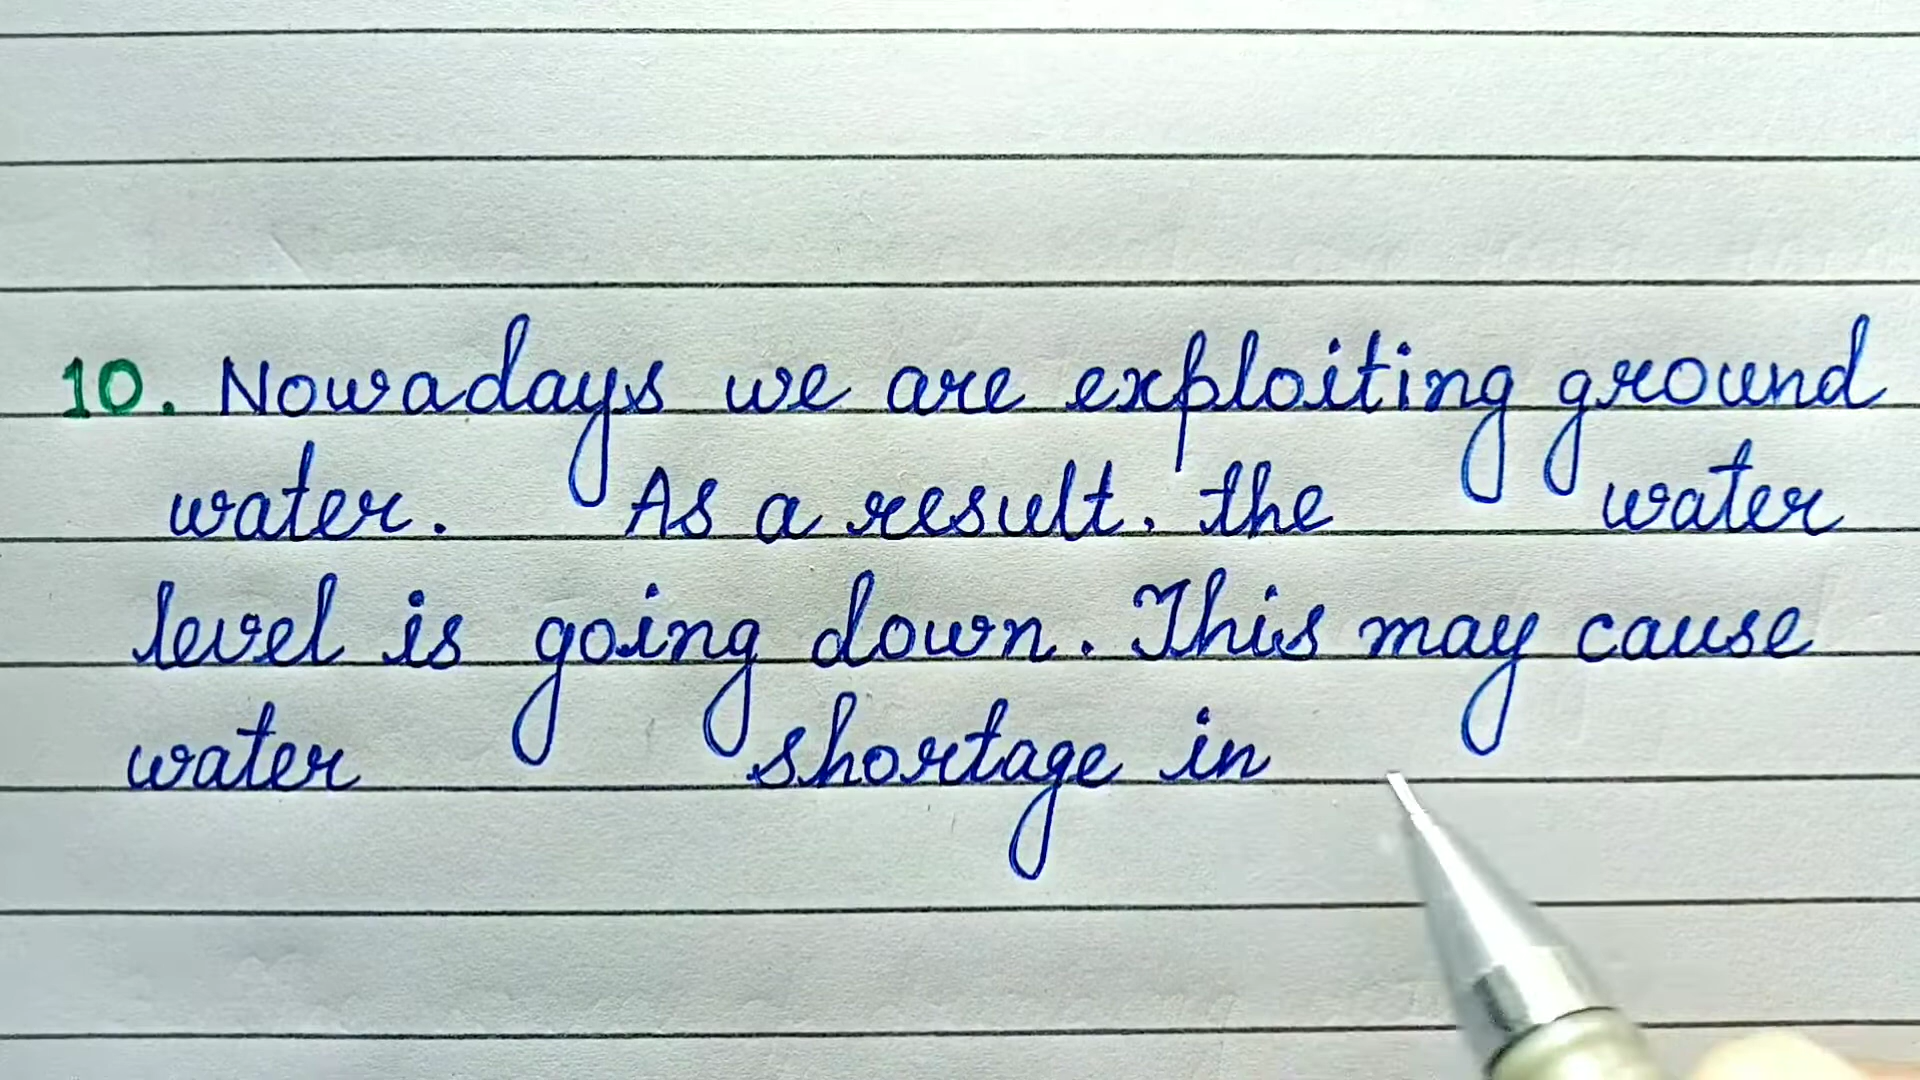 10. Nowadays we are exploiting ground
water. As a result. the water
level is going down. This may cause
water shortage in